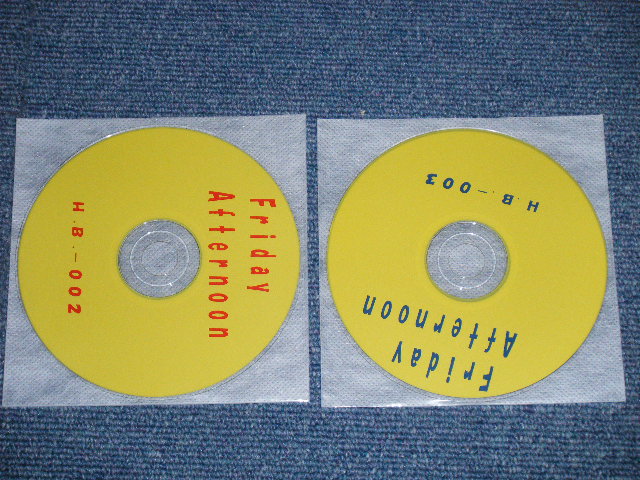 Friday
Afternoon
H.B.-002
Friday
Afternoon
H.B.-003